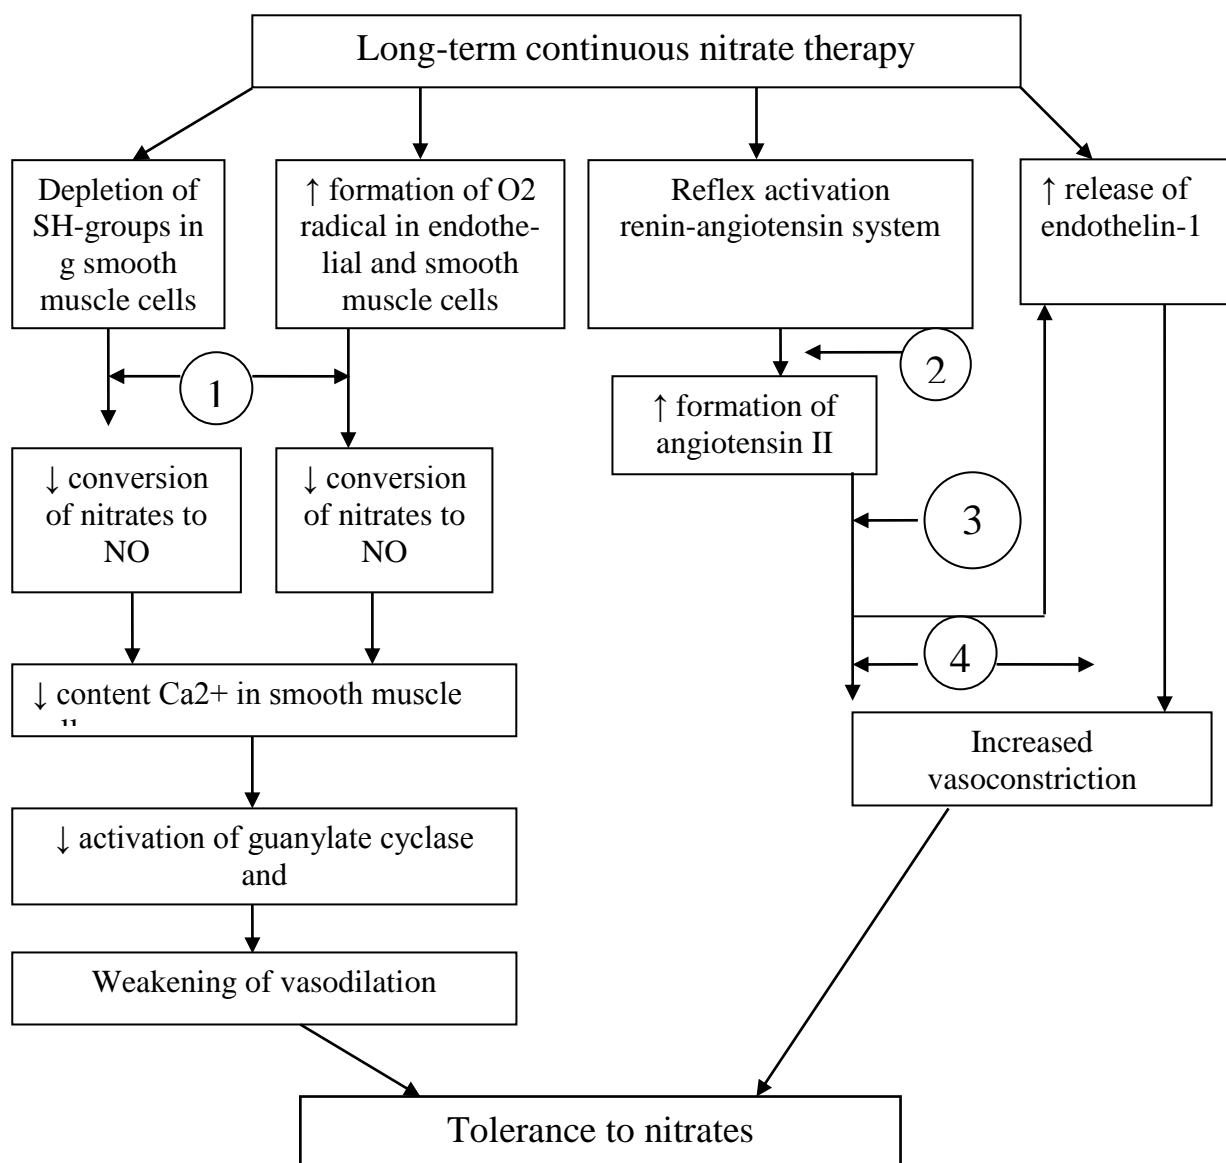 Long-term continuous nitrate therapy
Depletion of
SH-groups in
g smooth
muscle cells
↑ formation of O2
radical in endothe-
lial and smooth
muscle cells
Reflex activation
renin-angiotensin system
↑ release of
endothelin-1
1
2
↑ formation of
angiotensin II
↓ conversion
of nitrates to
NO
↓ conversion
of nitrates to
NO
3
4
↓ content Ca2+ in smooth muscle
Increased
vasoconstriction
↓ activation of guanylate cyclase
and
Weakening of vasodilation
Tolerance to nitrates